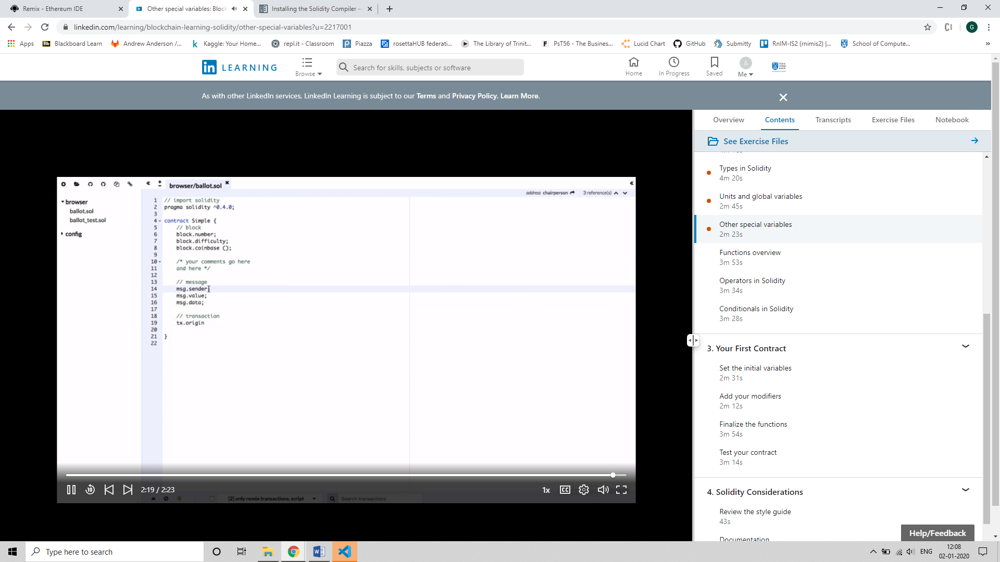 Remix - Ethereum IDE
Other special variables: Block
Installing the Solidity Compiler —
linkedin.com/learning/blockchain-learning-solidity/other-special-variables?u=2217001
G
Apps
Bb Blackboard Learn
Andrew Anderson /...
k Kaggle: Your Home...
repl.it - Classroom
Piazza
rosettaHUB federati...
The Library of Trinit...
F PsT56 - The Busines...
Lucid Chart
GitHub
Submitty
RnIM-IS2 (rnimis2) |...
School of Compute...
»
in LEARNING
Browse
Search for skills, subjects or software
Home
In Progress
Saved
Me
As with other LinkedIn services, LinkedIn Learning is subject to our Terms and Privacy Policy. Learn More.
Overview
Contents
Transcripts
Exercise Files
Notebook
See Exercise Files
Types in Solidity
4m 20s
Units and global variables
2m 45s
Other special variables
2m 23s
Functions overview
3m 53s
Operators in Solidity
3m 34s
Conditionals in Solidity
3m 28s
3. Your First Contract
Set the initial variables
2m 31s
Add your modifiers
2m 12s
Finalize the functions
3m 54s
Test your contract
3m 14s
4. Solidity Considerations
Review the style guide
43s
Documentation
Help/Feedback
browser/ballot.sol
address chairperson 3 reference(s)
browser
ballot.sol
ballot_test.sol
config
1 // import solidity
2 pragma solidity ^0.4.0;
3
4 contract Simple {
5 // block
6 block.number;
7 block.difficulty;
8 block.coinbase ();
9
10 /* your comments go here
11 and here */
12
13 // message
14 msg.sender;
15 msg.value;
16 msg.data;
17
18 // transaction
19 tx.origin
20
21 }
22
10
2:19 / 2:23
1x
CC
0
[2] only remix transactions, script
Search transactions
Type here to search
ENG
12:08
02-01-2020